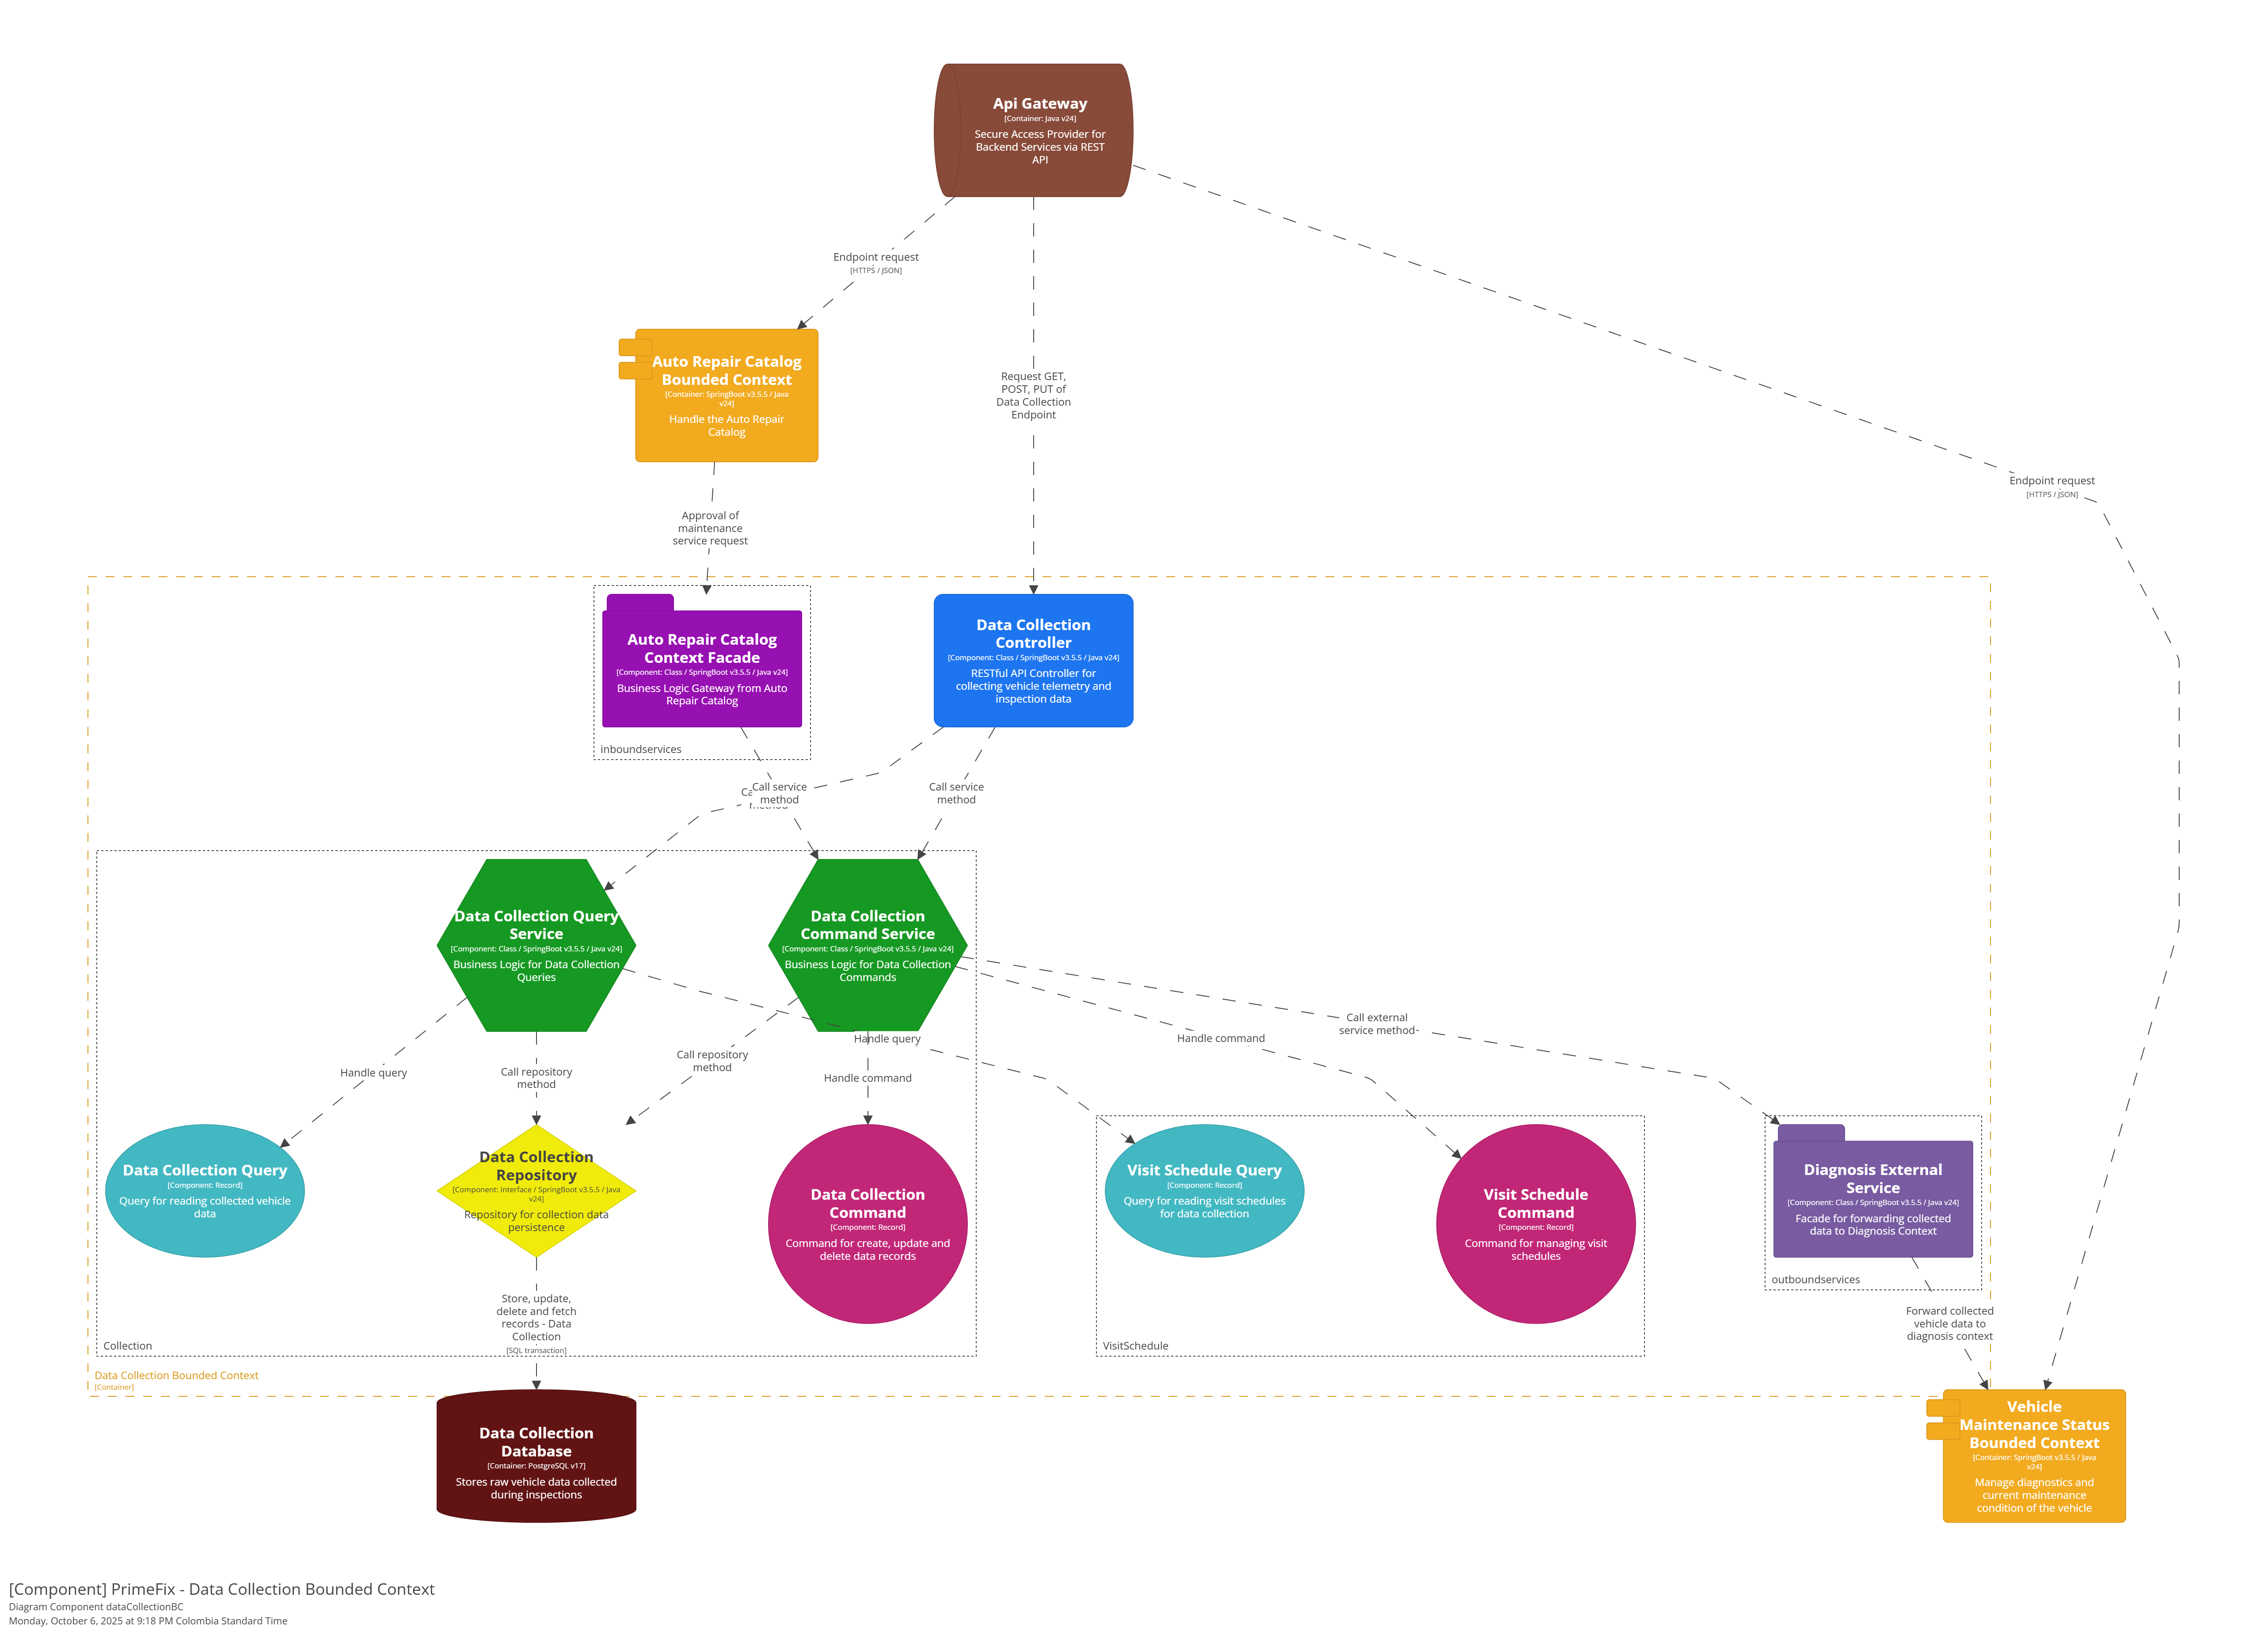 Api Gateway
[Container: Java v24]
Secure Access Provider for
Backend Services via REST
API
Endpoint request
[HTTPS / JSON]
Auto Repair Catalog
Bounded Context
[Container: SpringBoot v3.5.5 / Java
v24]
Handle the Auto Repair
Catalog
Request GET,
POST, PUT of
Data Collection
Endpoint
Endpoint request
[HTTPS / JSON]
Approval of
maintenance
service request
Auto Repair Catalog
Context Facade
[Component: Class / SpringBoot v3.5.5 / Java v24]
Business Logic Gateway from Auto
Repair Catalog
inboundservices
Data Collection
Controller
[Component: Class / SpringBoot v3.5.5 / Java v24]
RESTful API Controller for
collecting vehicle telemetry and
inspection data
Call service
method
Call service
method
Data Collection Query
Service
[Component: Class / SpringBoot v3.5.5 / Java v24]
Business Logic for Data Collection
Queries
Data Collection
Command Service
[Component: Class / SpringBoot v3.5.5 / Java v24]
Business Logic for Data Collection
Commands
Handle query
Call repository
method
Call repository
method
Handle query
Handle command
Handle command
Call external
service method
Data Collection Query
[Component: Record]
Query for reading collected vehicle
data
Data Collection
Repository
[Component: Interface / SpringBoot v3.5.5 / Java
v24]
Repository for collection data
persistence
Data Collection
Command
[Component: Record]
Command for create, update and
delete data records
Visit Schedule Query
[Component: Record]
Query for reading visit schedules
for data collection
Visit Schedule
Command
[Component: Record]
Command for managing visit
schedules
Diagnosis External
Service
[Component: Class / SpringBoot v3.5.5 / Java v24]
Facade for forwarding collected
data to Diagnosis Context
outboundservices
Store, update,
delete and fetch
records - Data
Collection
[SQL transaction]
Forward collected
vehicle data to
diagnosis context
Collection
VisitSchedule
Data Collection Bounded Context
[Container]
Data Collection
Database
[Container: PostgreSQL v17]
Stores raw vehicle data collected
during inspections
Vehicle
Maintenance Status
Bounded Context
[Container: SpringBoot v3.5.5 / Java
v24]
Manage diagnostics and
current maintenance
condition of the vehicle
[Component] PrimeFix - Data Collection Bounded Context
Diagram Component dataCollectionBC
Monday, October 6, 2025 at 9:18 PM Colombia Standard Time